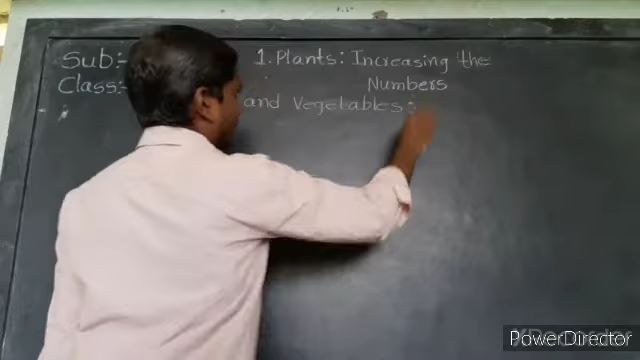 Sub:- 1. Plants: Increasing the
Class:- Numbers
and Vegetables:
PowerDirector